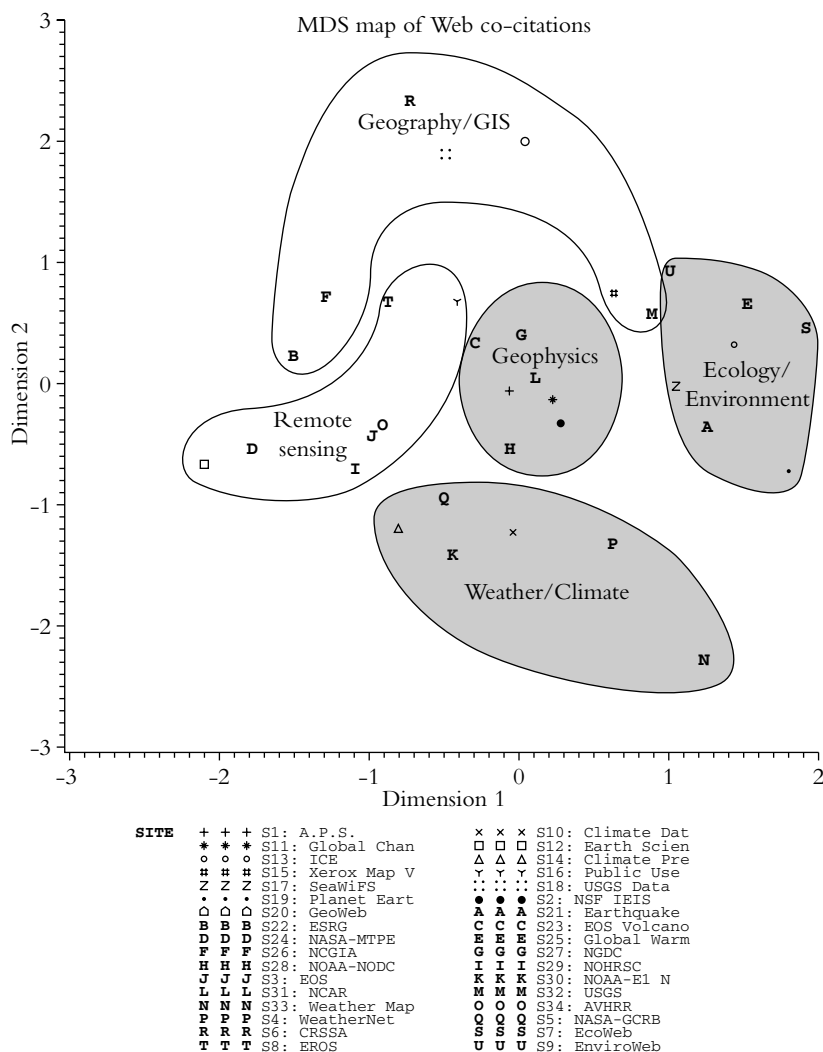 MDS map of Web co-citations
3
2
1
0
-1
-2
-3
Dimension 2
R
Geography/GIS
U
F
T
M
E
S
B
C
G
Geophysics
L
Z
Ecology/
Environment
Remote
sensing
D
J
O
I
H
A
Q
K
P
Weather/Climate
N
-3 -2 -1 0 1 2
Dimension 1
SITE + + + S1: A.P.S. × × × S10: Climate Dat
* * * S11: Global Chan □ □ □ S12: Earth Scien
○ ○ ○ S13: ICE △ △ △ S14: Climate Pre
# # # S15: Xerox Map V Y Y Y S16: Public Use
Z Z Z S17: SeaWiFS :: :: :: S18: USGS Data
• • • S19: Planet Eart ● ● ● S2: NSF IEIS
⌂ ⌂ ⌂ S20: GeoWeb A A A S21: Earthquake
B B B S22: ESRG C C C S23: EOS Volcano
D D D S24: NASA-MTPE E E E S25: Global Warm
F F F S26: NCGIA G G G S27: NGDC
H H H S28: NOAA-NODC I I I S29: NOHRSC
J J J S3: EOS K K K S30: NOAA-E1 N
L L L S31: NCAR M M M S32: USGS
N N N S33: Weather Map O O O S34: AVHRR
P P P S4: WeatherNet Q Q Q S5: NASA-GCRB
R R R S6: CRSSA S S S S7: EcoWeb
T T T S8: EROS U U U S9: EnviroWeb